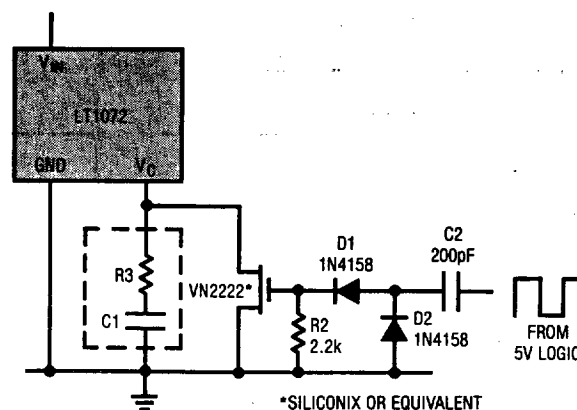 VIN
LT1072
GND
VC
R3
C1
VN2222*
D1
1N4158
C2
200pF
R2
2.2k
D2
1N4158
FROM
5V LOGIC
*SILICONIX OR EQUIVALENT